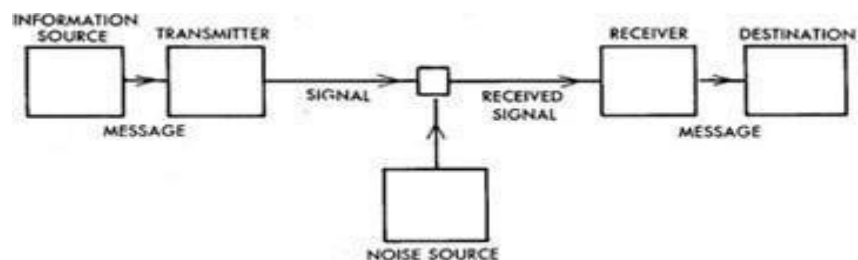 INFORMATION
SOURCE
TRANSMITTER
RECEIVER
DESTINATION
SIGNAL
RECEIVED
SIGNAL
MESSAGE
MESSAGE
NOISE SOURCE